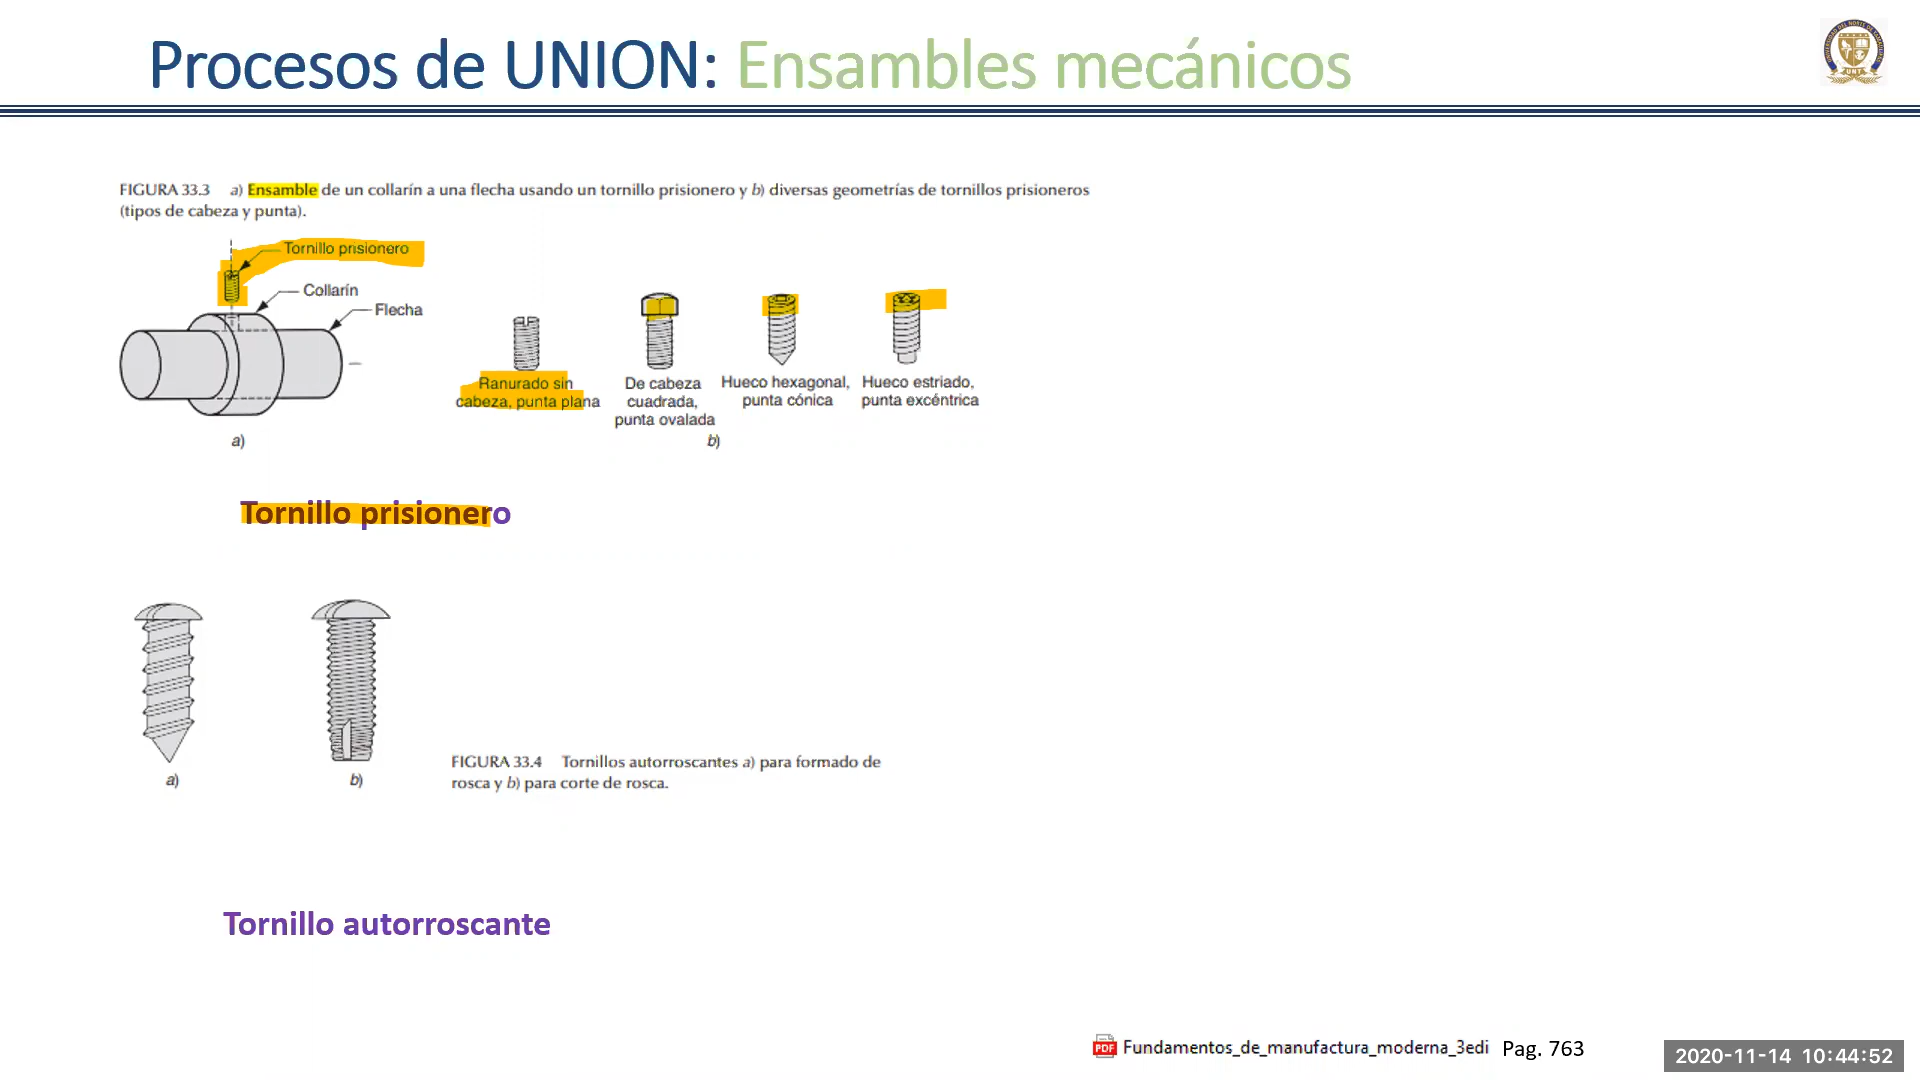 Procesos de UNION: Ensambles mecánicos
FIGURA 33.3 a) Ensamble de un collarín a una flecha usando un tornillo prisionero y b) diversas geometrías de tornillos prisioneros
(tipos de cabeza y punta).
Tornillo prisionero
Collarín
Flecha
Ranurado sin
cabeza, punta plana
De cabeza
cuadrada,
punta ovalada
Hueco hexagonal,
punta cónica
Hueco estriado,
punta excéntrica
a)
b)
Tornillo prisionero
a)
b)
FIGURA 33.4 Tornillos autorroscantes a) para formado de
rosca y b) para corte de rosca.
Tornillo autorroscante
PDF Fundamentos_de_manufactura_moderna_3edi Pag. 763
2020-11-14 10:44:52